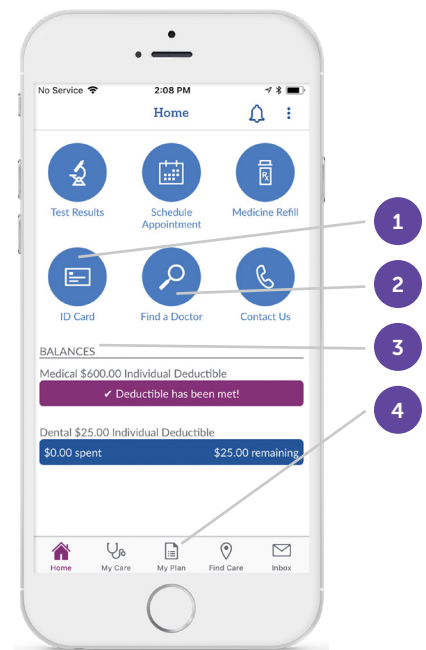 No Service 2:08 PM
Home
Test Results
Schedule
Appointment
Medicine Refill
ID Card
Find a Doctor
Contact Us
BALANCES
Medical $600.00 Individual Deductible
✔ Deductible has been met!
Dental $25.00 Individual Deductible
$0.00 spent $25.00 remaining
Home My Care My Plan Find Care Inbox
1
2
3
4